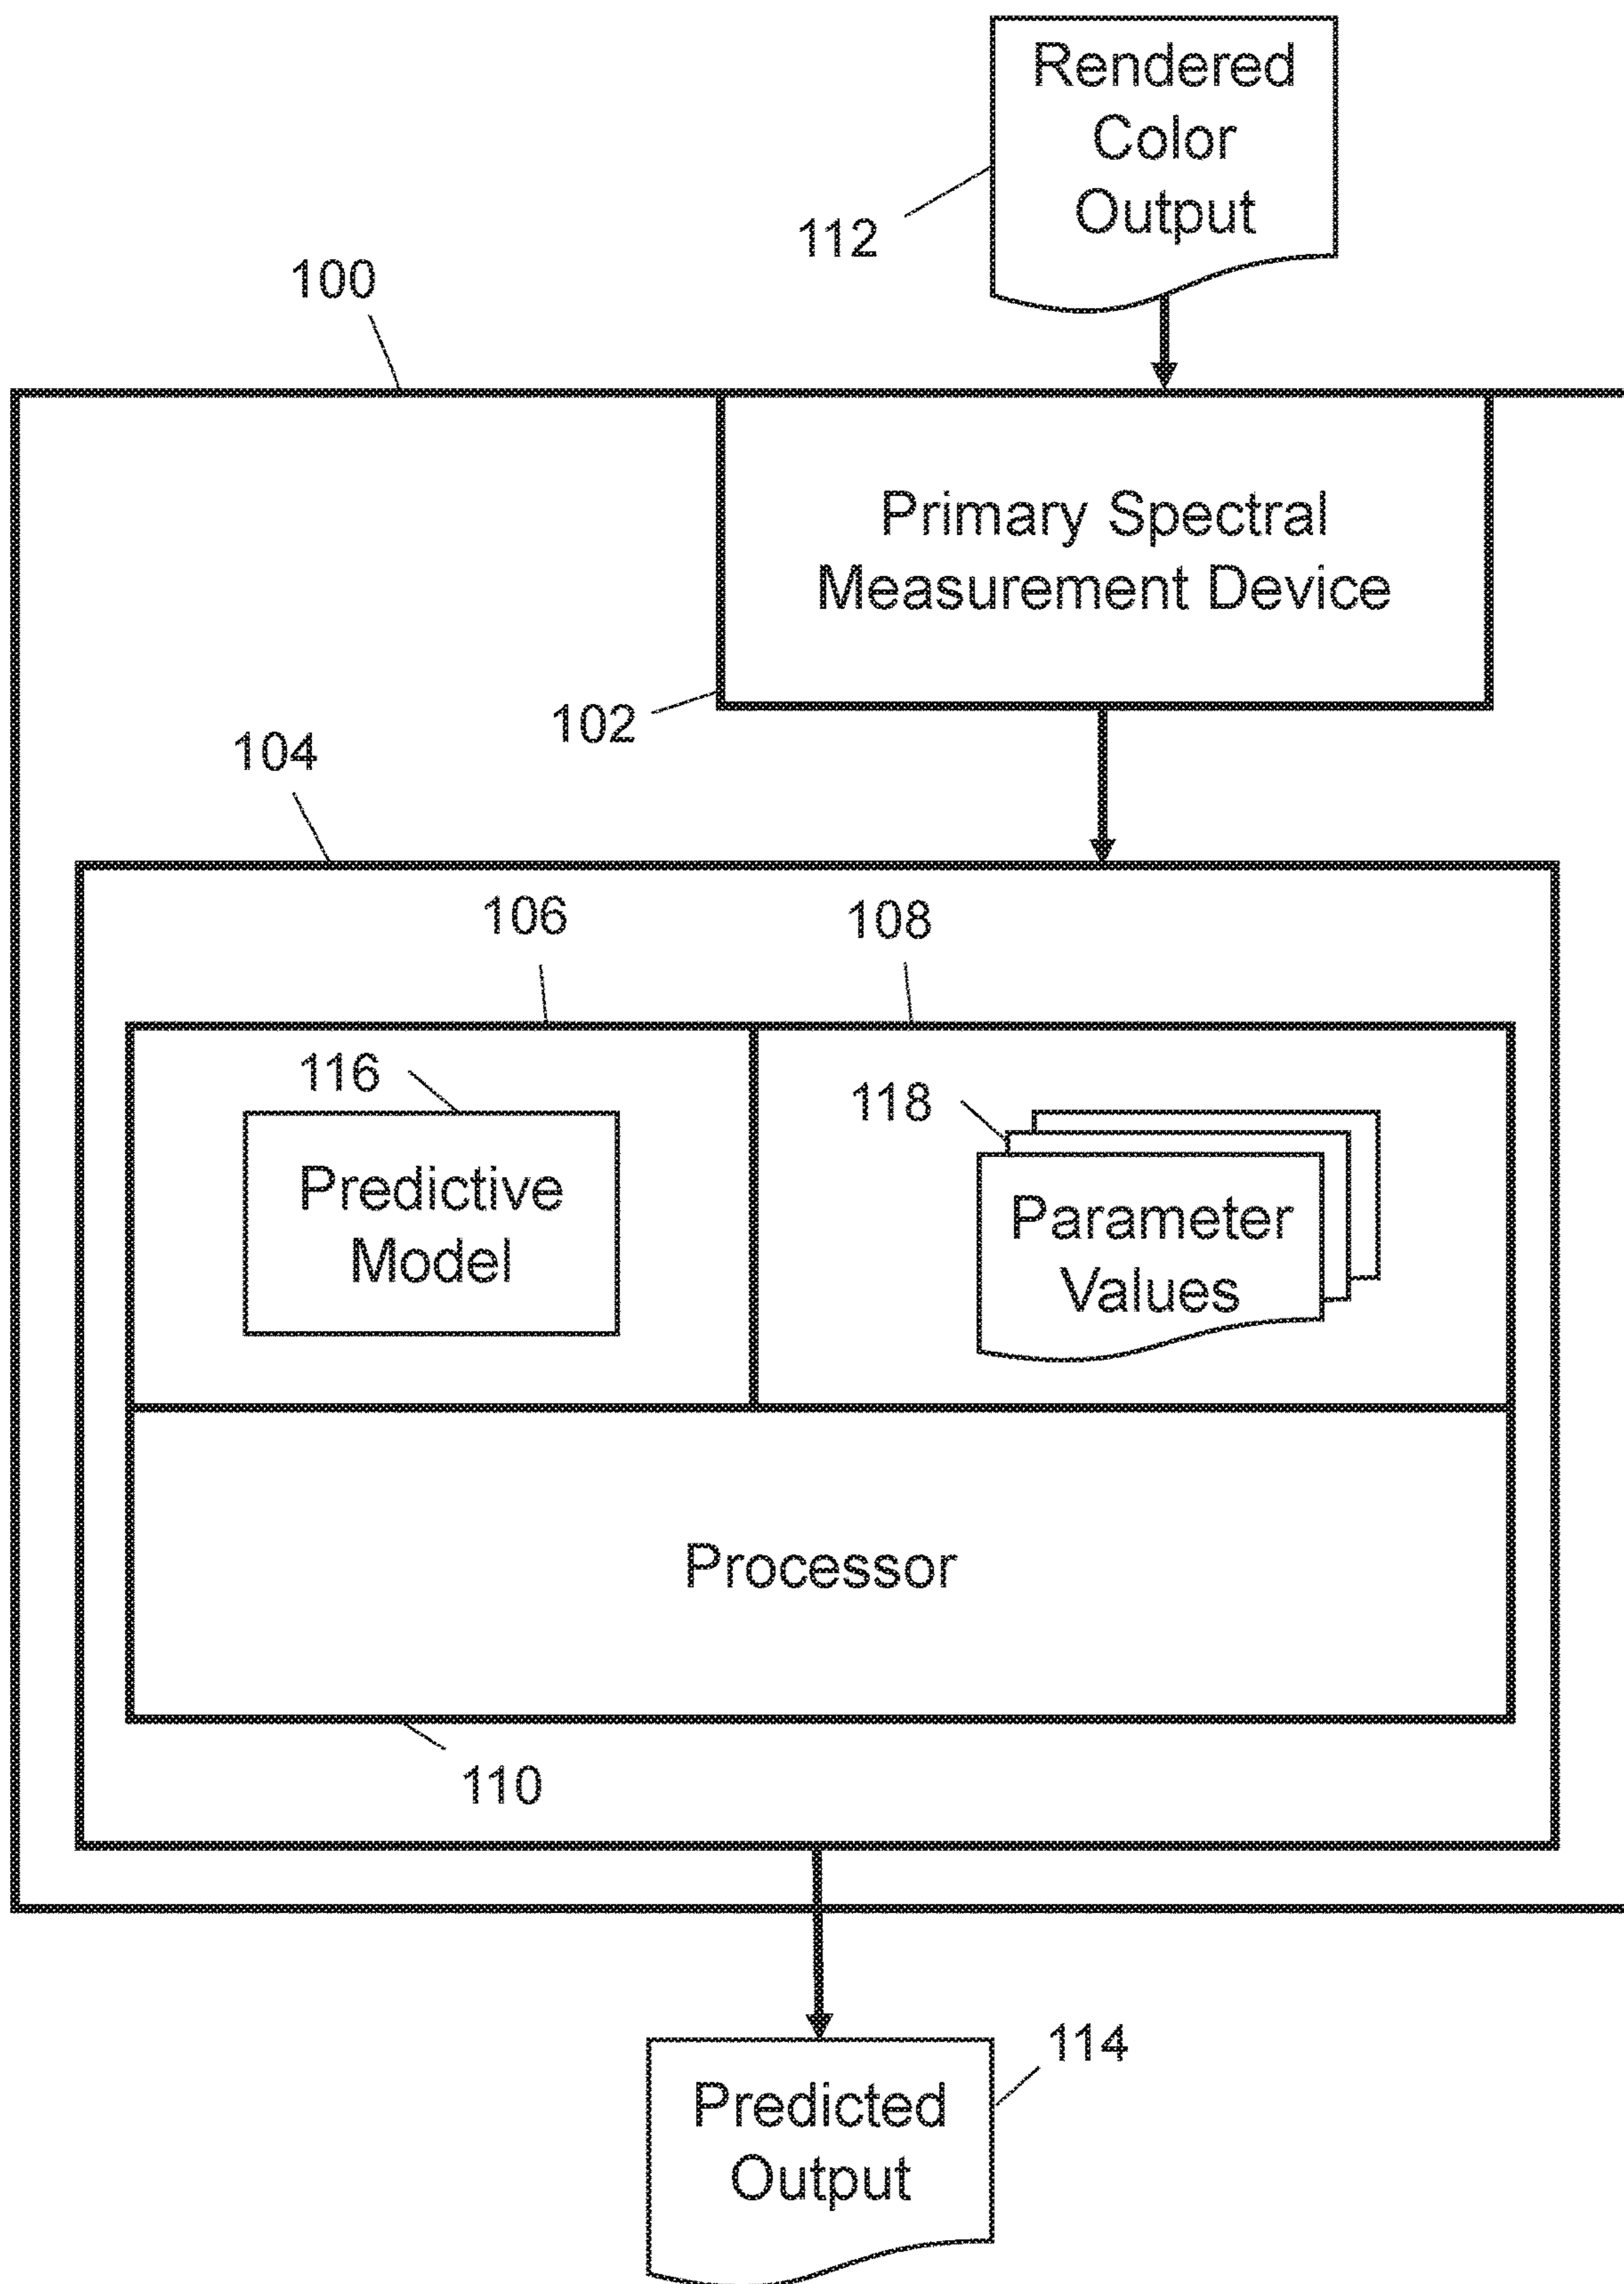 Rendered
Color
Output
112
100
Primary Spectral
Measurement Device
102
104
106
108
116
118
Predictive
Model
Parameter
Values
Processor
110
114
Predicted
Output